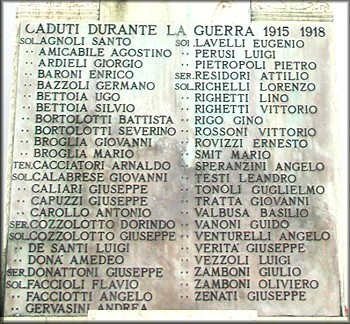 CADUTI DURANTE LA GUERRA 1915 1918
SOL. AGNOLI SANTO
„ AMICABILE AGOSTINO
„ ARDIELI GIORGIO
„ BARONI ENRICO
„ BAZZOLI GERMANO
„ BETTOIA UGO
„ BETTOIA SILVIO
„ BORTOLOTTI BATTISTA
„ BORTOLOTTI SEVERINO
„ BROGLIA GIOVANNI
„ BROGLIA MARIO
TEN. CACCIATORI ARNALDO
SOL. CALABRESE GIOVANNI
„ CALIARI GIUSEPPE
„ CAPUZZI GIUSEPPE
„ CAROLLO ANTONIO
SER. COZZOLOTTO DORINDO
SOL. COZZOLOTTO GIUSEPPE
„ DE SANTI LUIGI
„ DONA' AMEDEO
SER. DONATTONI GIUSEPPE
SOL. FACCIOLI FLAVIO
„ FACCIOTTI ANGELO
„ GERVASINI ANDREA
SOL. LAVELLI EUGENIO
„ PERUSI LUIGI
„ PIETROPOLI PIETRO
SER. RESIDORI ATTILIO
SOL. RICHELLI LORENZO
„ RIGHETTI LINO
„ RIGHETTI VITTORIO
„ RIGO GINO
„ ROSSONI VITTORIO
„ ROVIZZI ERNESTO
„ SMIT MARIO
„ SPERANZINI ANGELO
„ TESTI LEANDRO
„ TONOLI GUGLIELMO
„ TRATTA GIOVANNI
„ VALBUSA BASILIO
„ VANONI GUIDO
„ VENTURELLI ANGELO
„ VERITÀ GIUSEPPE
„ VEZZOLI LUIGI
„ ZAMBONI GIULIO
„ ZAMBONI OLIVIERO
„ ZENATI GIUSEPPE